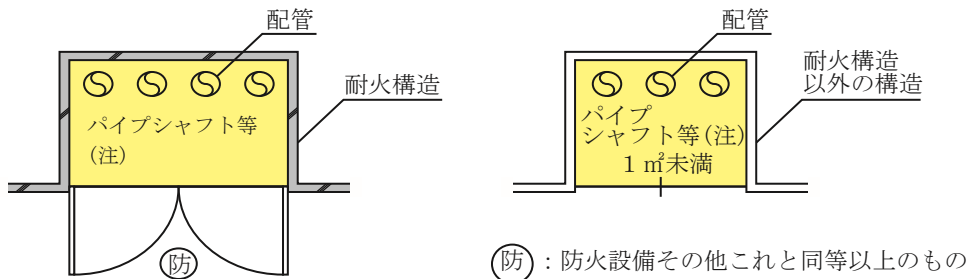 配管
耐火構造
パイプシャフト等
(注)
防
配管
耐火構造
以外の構造
パイプ
シャフト等(注)
1㎡未満
防：防火設備その他これと同等以上のもの